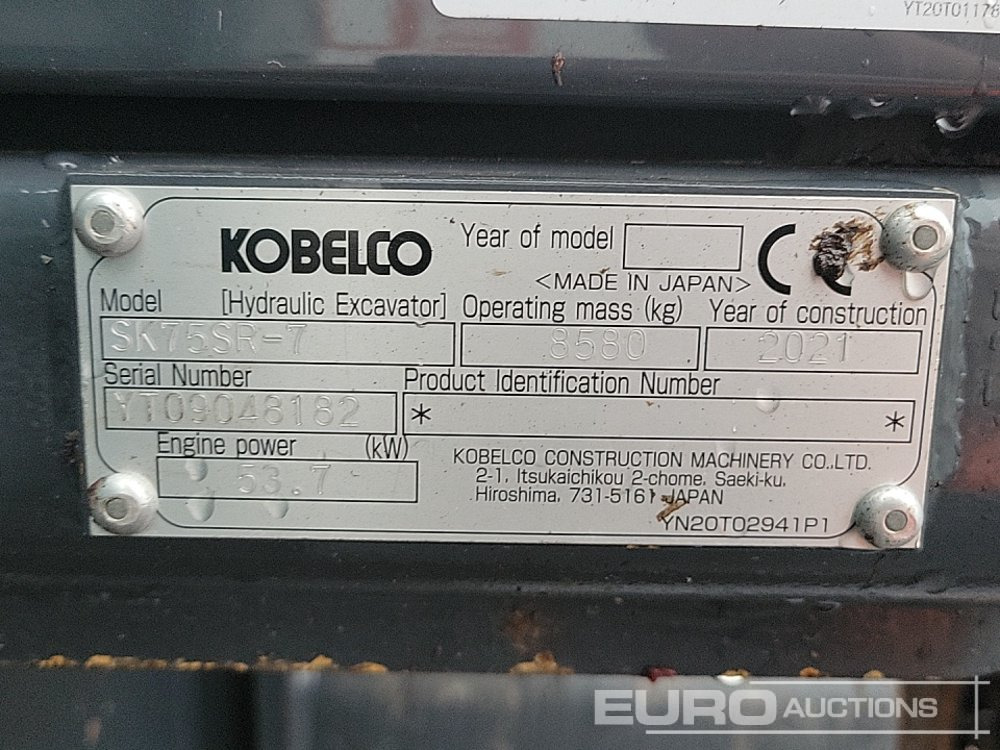 YT20T01178
KOBELCO
Year of model
<MADE IN JAPAN>
CE
Model [Hydraulic Excavator] Operating mass (kg) Year of construction
SK75SR-7 8580 2021
Serial Number Product Identification Number
YT09048182 * *
Engine power (kW)
53.7
KOBELCO CONSTRUCTION MACHINERY CO.,LTD.
2-1, Itsukaichikou 2-chome, Saeki-ku,
Hiroshima, 731-5161 JAPAN
YN20T02941P1
EURO AUCTIONS